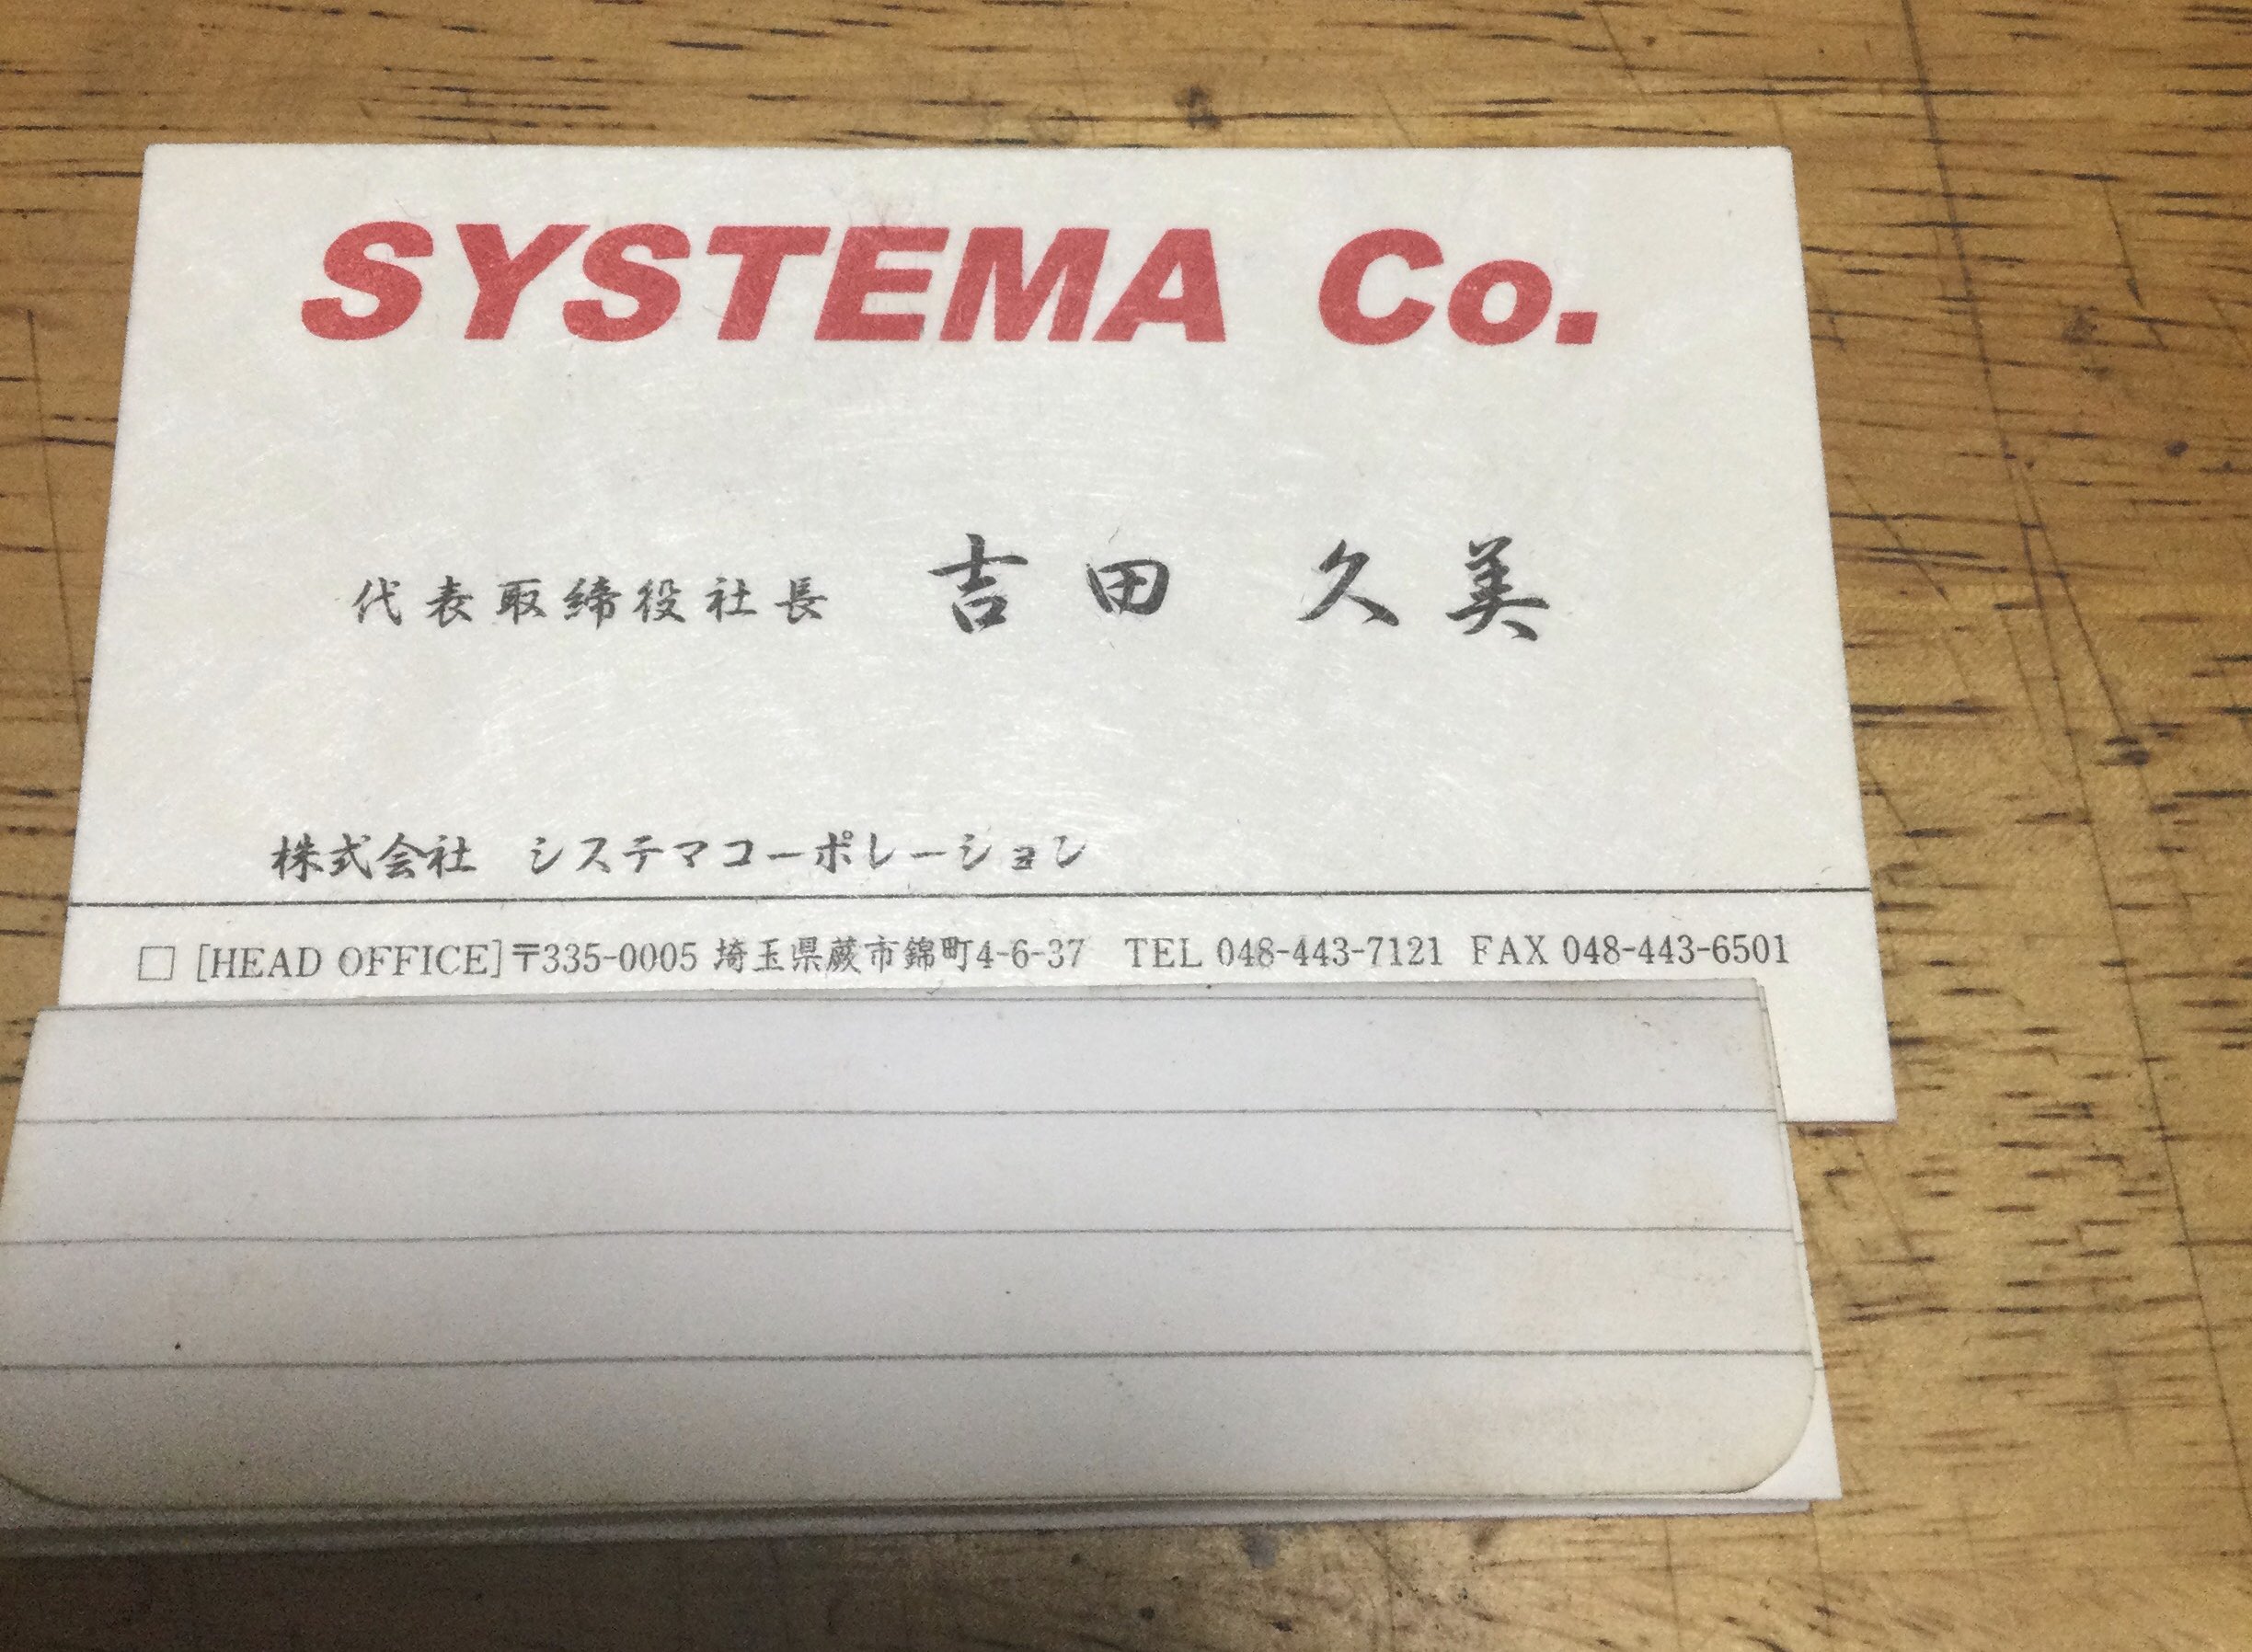 SYSTEMA Co.
代表取締役社長 吉田 久美
株式会社 システマコーポレーション
□ [HEAD OFFICE]〒335-0005 埼玉県蕨市錦町4-6-37 TEL 048-443-7121 FAX 048-443-6501